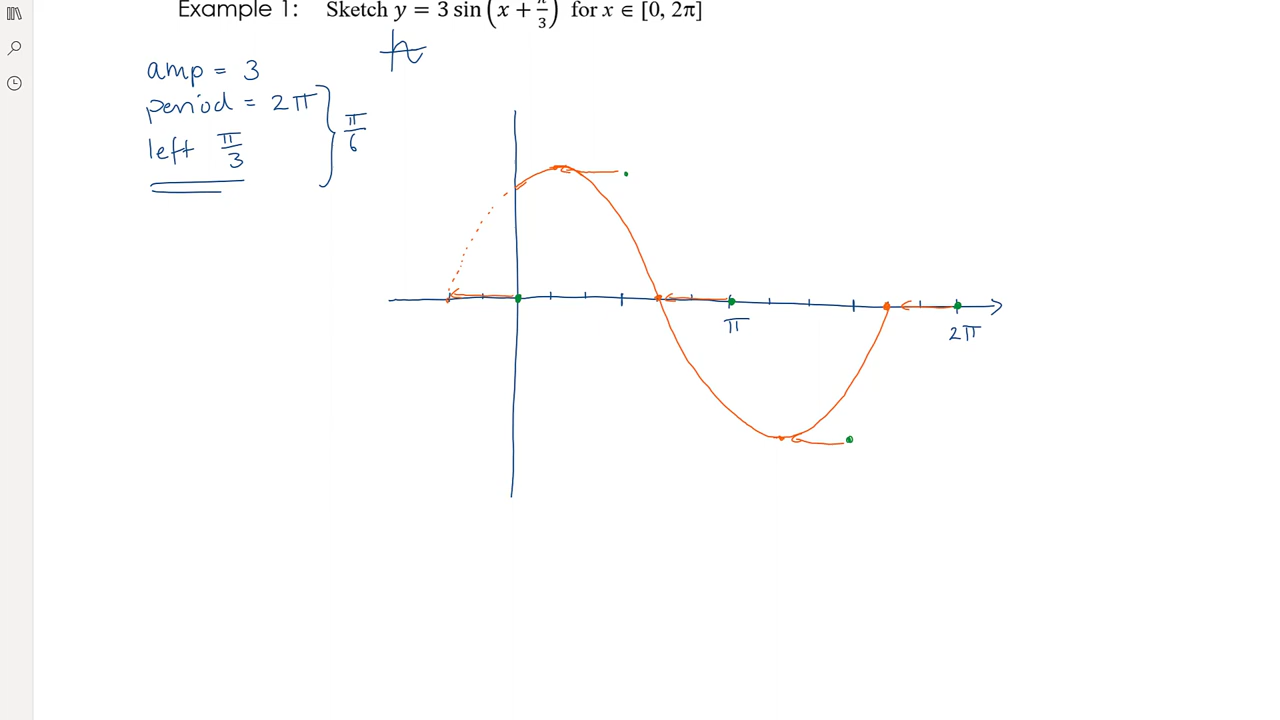 Example 1: Sketch y = 3 sin (x + π/3) for x ∈ [0, 2π]
amp = 3
period = 2π
left π/3
π/6
π
2π